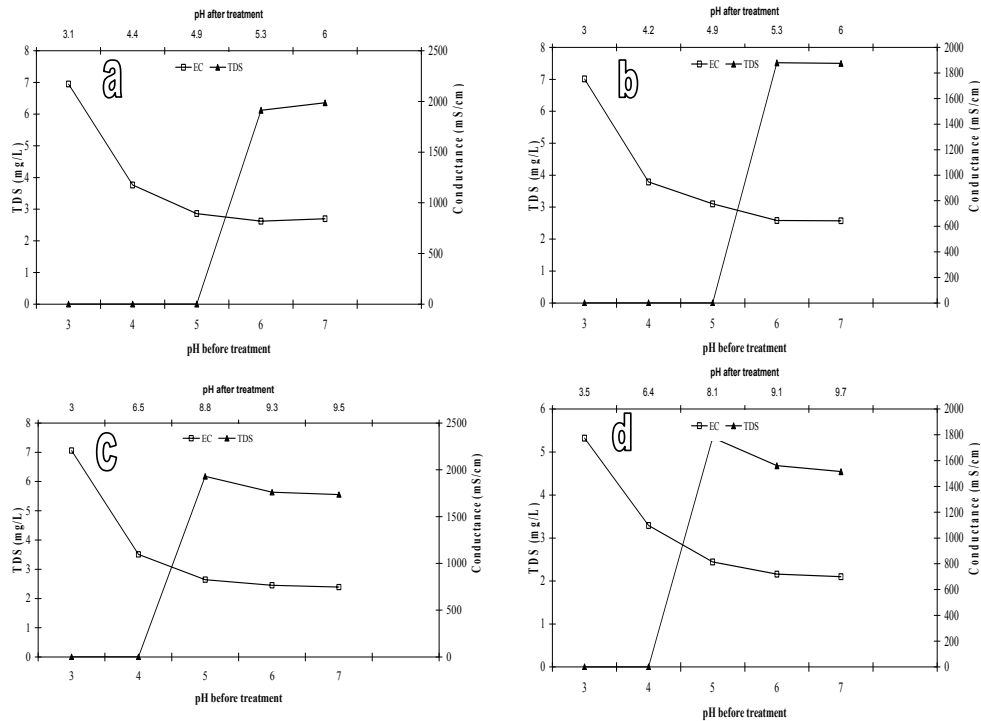 pH after treatment
3.1 4.4 4.9 5.3 6
8 7 6 5 4 3 2 1 0
TDS (mg/L)
a
EC TDS
2500 2000 1500 1000 500 0
Conductance (mS/cm)
3 4 5 6 7
pH before treatment
pH after treatment
3 4.2 4.9 5.3 6
8 7 6 5 4 3 2 1 0
TDS (mg/L)
b
EC TDS
2000 1800 1600 1400 1200 1000 800 600 400 200 0
Conductance (mS/cm)
3 4 5 6 7
pH before treatment
pH after treatment
3 6.5 8.8 9.3 9.5
8 7 6 5 4 3 2 1 0
TDS (mg/L)
c
EC TDS
2500 2000 1500 1000 500 0
Conductance (mS/cm)
3 4 5 6 7
pH before treatment
pH after treatment
3.5 6.4 8.1 9.1 9.7
6 5 4 3 2 1 0
TDS (mg/L)
d
EC TDS
2000 1800 1600 1400 1200 1000 800 600 400 200 0
Conductance (mS/cm)
3 4 5 6 7
pH before treatment